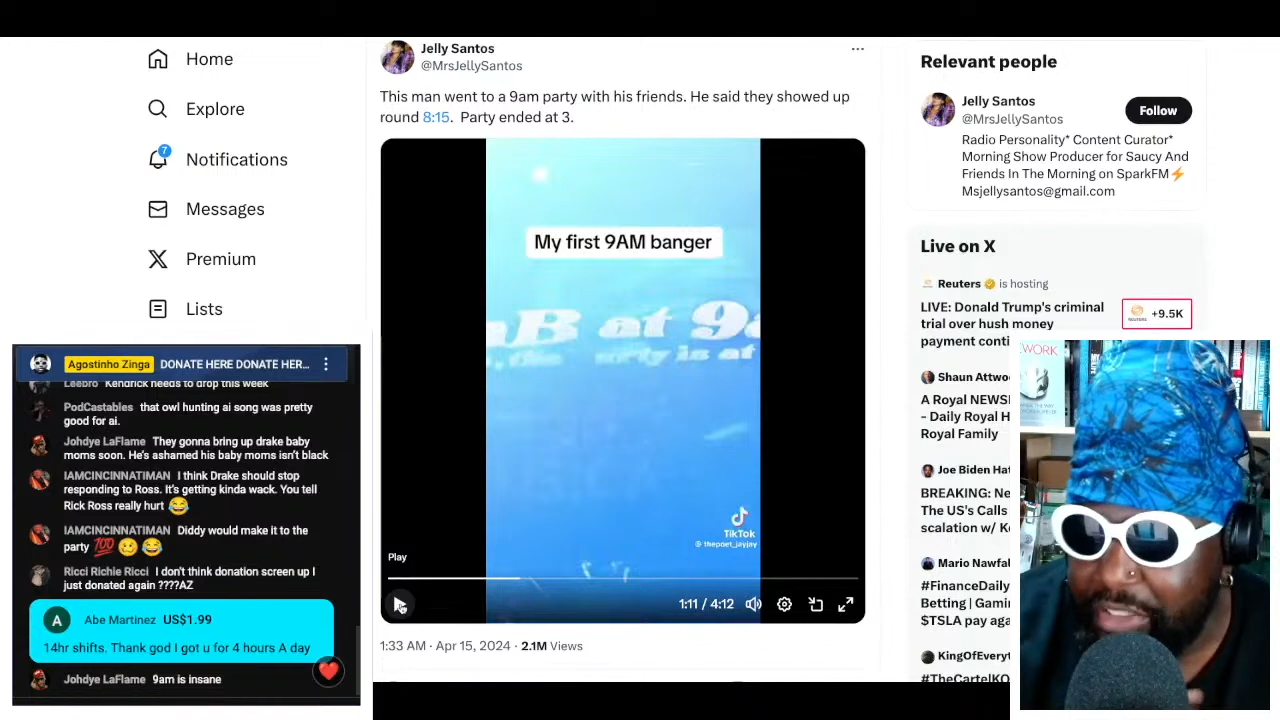 Home
Explore
7
Notifications
Messages
Premium
Lists
Agostinho Zinga DONATE HERE DONATE HER...
Leebro Kendrick needs to drop this week
PodCastables that owl hunting ai song was pretty
good for ai.
Johdye LaFlame They gonna bring up drake baby
moms soon. He's ashamed his baby moms isn't black
IAMCINCINNATIMAN I think Drake should stop
responding to Ross. It's getting kinda wack. You tell
Rick Ross really hurt 😂
IAMCINCINNATIMAN Diddy would make it to the
party 💯🥴😂
Ricci Richie Ricci I don't think donation screen up I
just donated again ????AZ
A
Abe Martinez US$1.99
14hr shifts. Thank god I got u for 4 hours A day
Johdye LaFlame 9am is insane
Jelly Santos
@MrsJellySantos
This man went to a 9am party with his friends. He said they showed up
round 8:15. Party ended at 3.
My first 9AM banger
at 9
is at
TikTok
@ thepoet_jayjay
Play
1:11 / 4:12
1:33 AM · Apr 15, 2024 · 2.1M Views
Relevant people
Jelly Santos
@MrsJellySantos
Follow
Radio Personality* Content Curator*
Morning Show Producer for Saucy And
Friends In The Morning on SparkFM⚡
Msjellysantos@gmail.com
Live on X
Reuters is hosting
LIVE: Donald Trump's criminal
trial over hush money
payment conti
REUTERS +9.5K
Shaun Attwo
A Royal NEWS
- Daily Royal H
Royal Family
Joe Biden Hat
BREAKING: Ne
The US's Calls
scalation w/
Mario Nawfal
#FinanceDaily
Betting | Gami
$TSLA pay aga
KingOfEveryt
#TheCartelKO
WORK